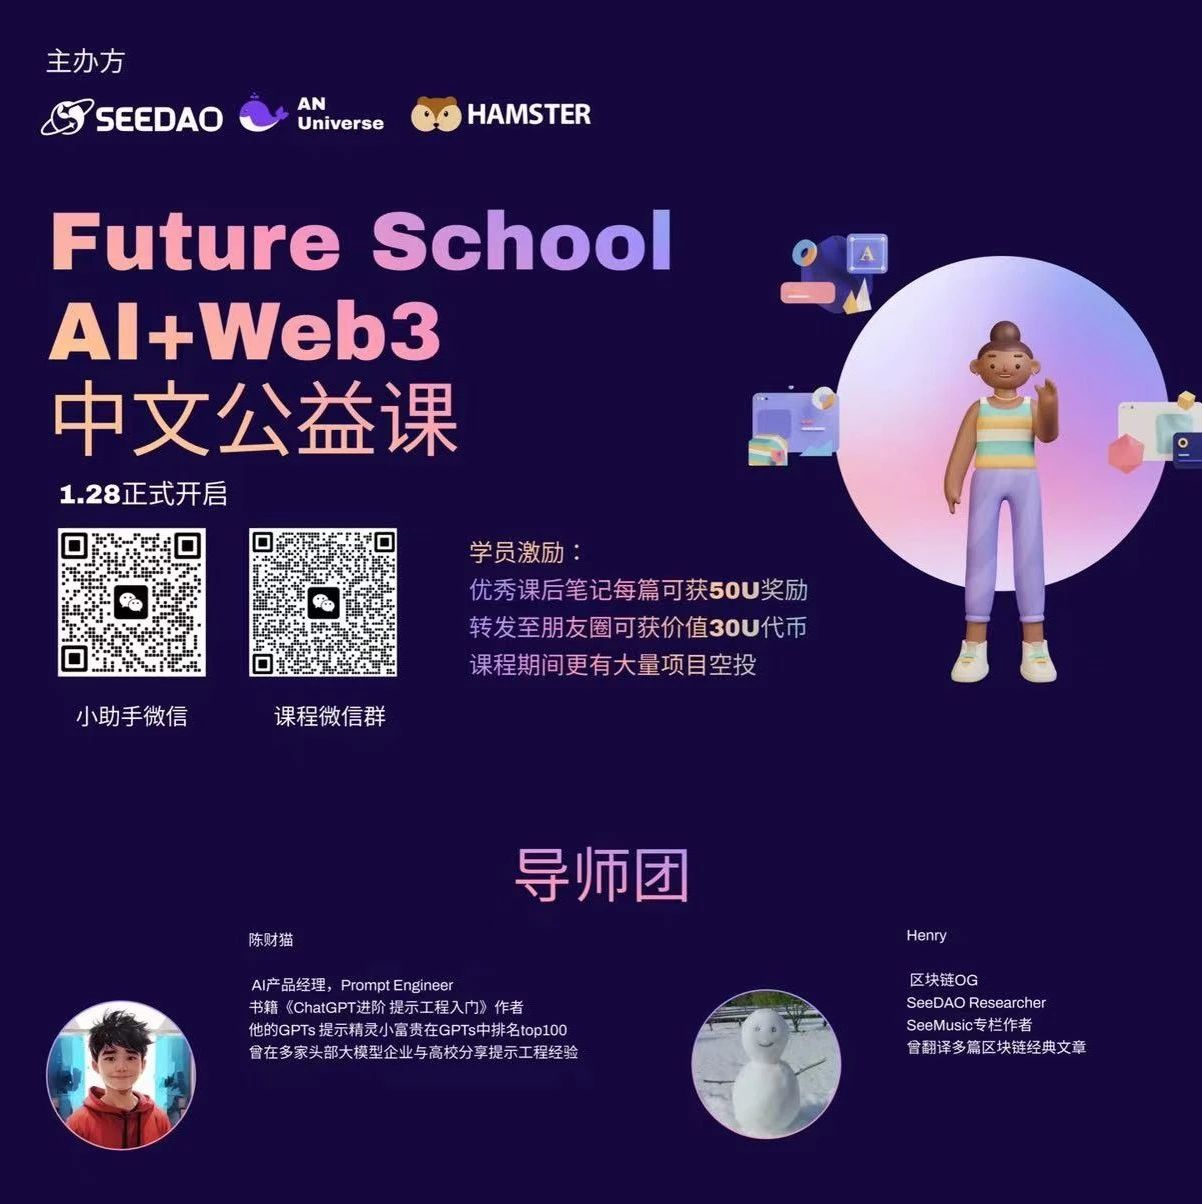 主办方
SEEDAO
AN
Universe
HAMSTER
Future School
AI+Web3
中文公益课
1.28正式开启
小助手微信
课程微信群
学员激励：
优秀课后笔记每篇可获50U奖励
转发至朋友圈可获价值30U代币
课程期间更有大量项目空投
A
导师团
陈财猫
AI产品经理，Prompt Engineer
书籍《ChatGPT进阶 提示工程入门》作者
他的GPTs 提示精灵小富贵在GPTs中排名top100
曾在多家头部大模型企业与高校分享提示工程经验
Henry
区块链OG
SeeDAO Researcher
SeeMusic专栏作者
曾翻译多篇区块链经典文章